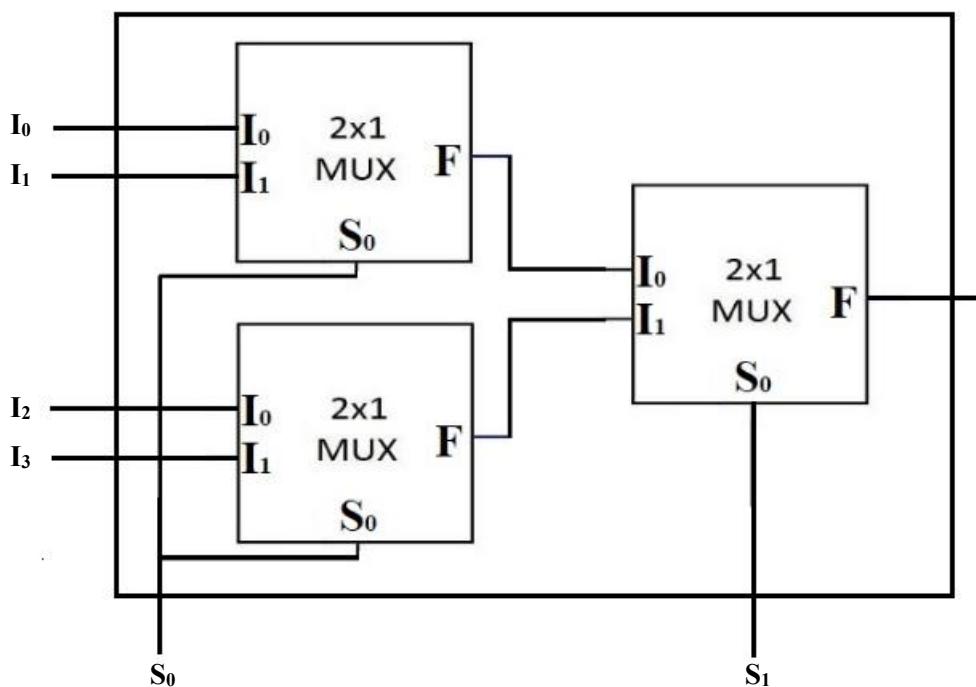 I₀
I₁
I₀
I₁
2x1
MUX
F
S₀
I₂
I₃
I₀
I₁
2x1
MUX
F
S₀
I₀
I₁
2x1
MUX
F
S₀
S₀
S₁